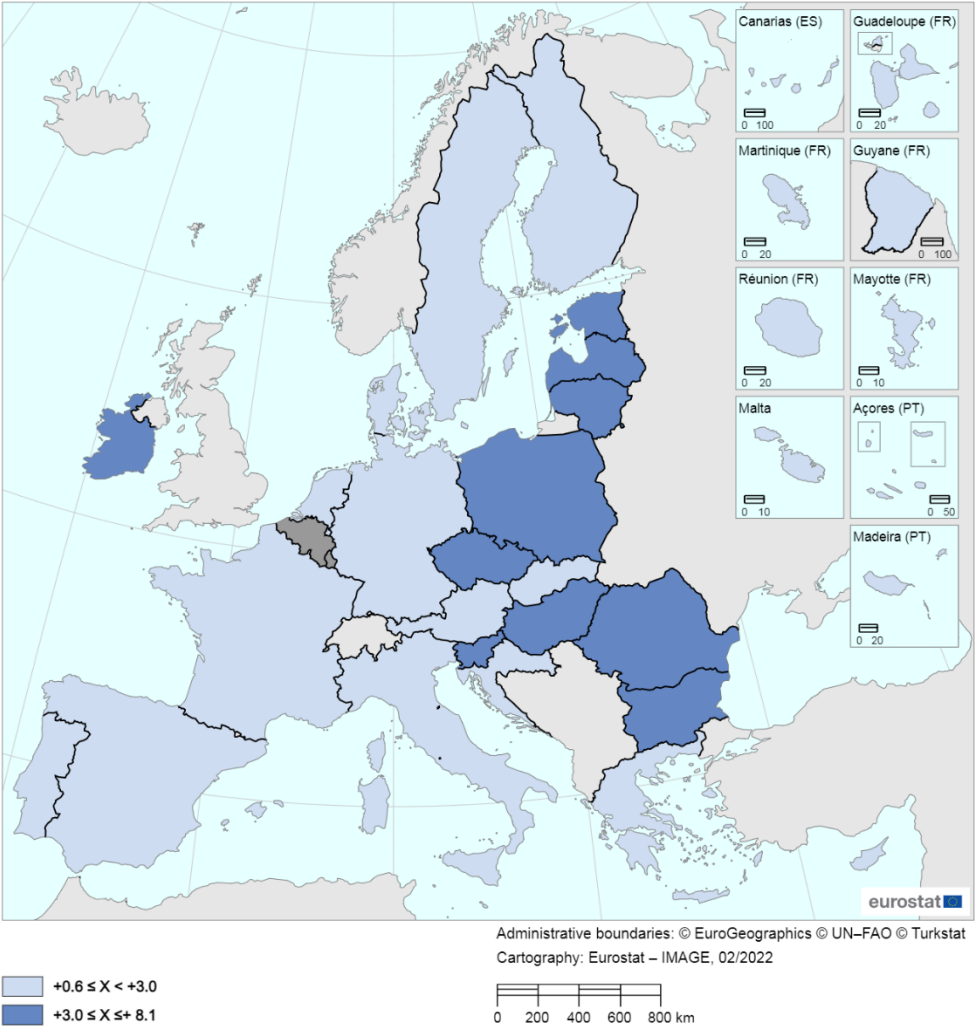 Canarias (ES)
0 100
Guadeloupe (FR)
0 20
Martinique (FR)
0 20
Guyane (FR)
0 100
Réunion (FR)
0 20
Mayotte (FR)
0 10
Malta
0 10
Açores (PT)
0 50
Madeira (PT)
0 20
eurostat
Administrative boundaries: © EuroGeographics © UN–FAO © Turkstat
Cartography: Eurostat – IMAGE, 02/2022
+0.6 ≤ X < +3.0
+3.0 ≤ X ≤+ 8.1
0 200 400 600 800 km